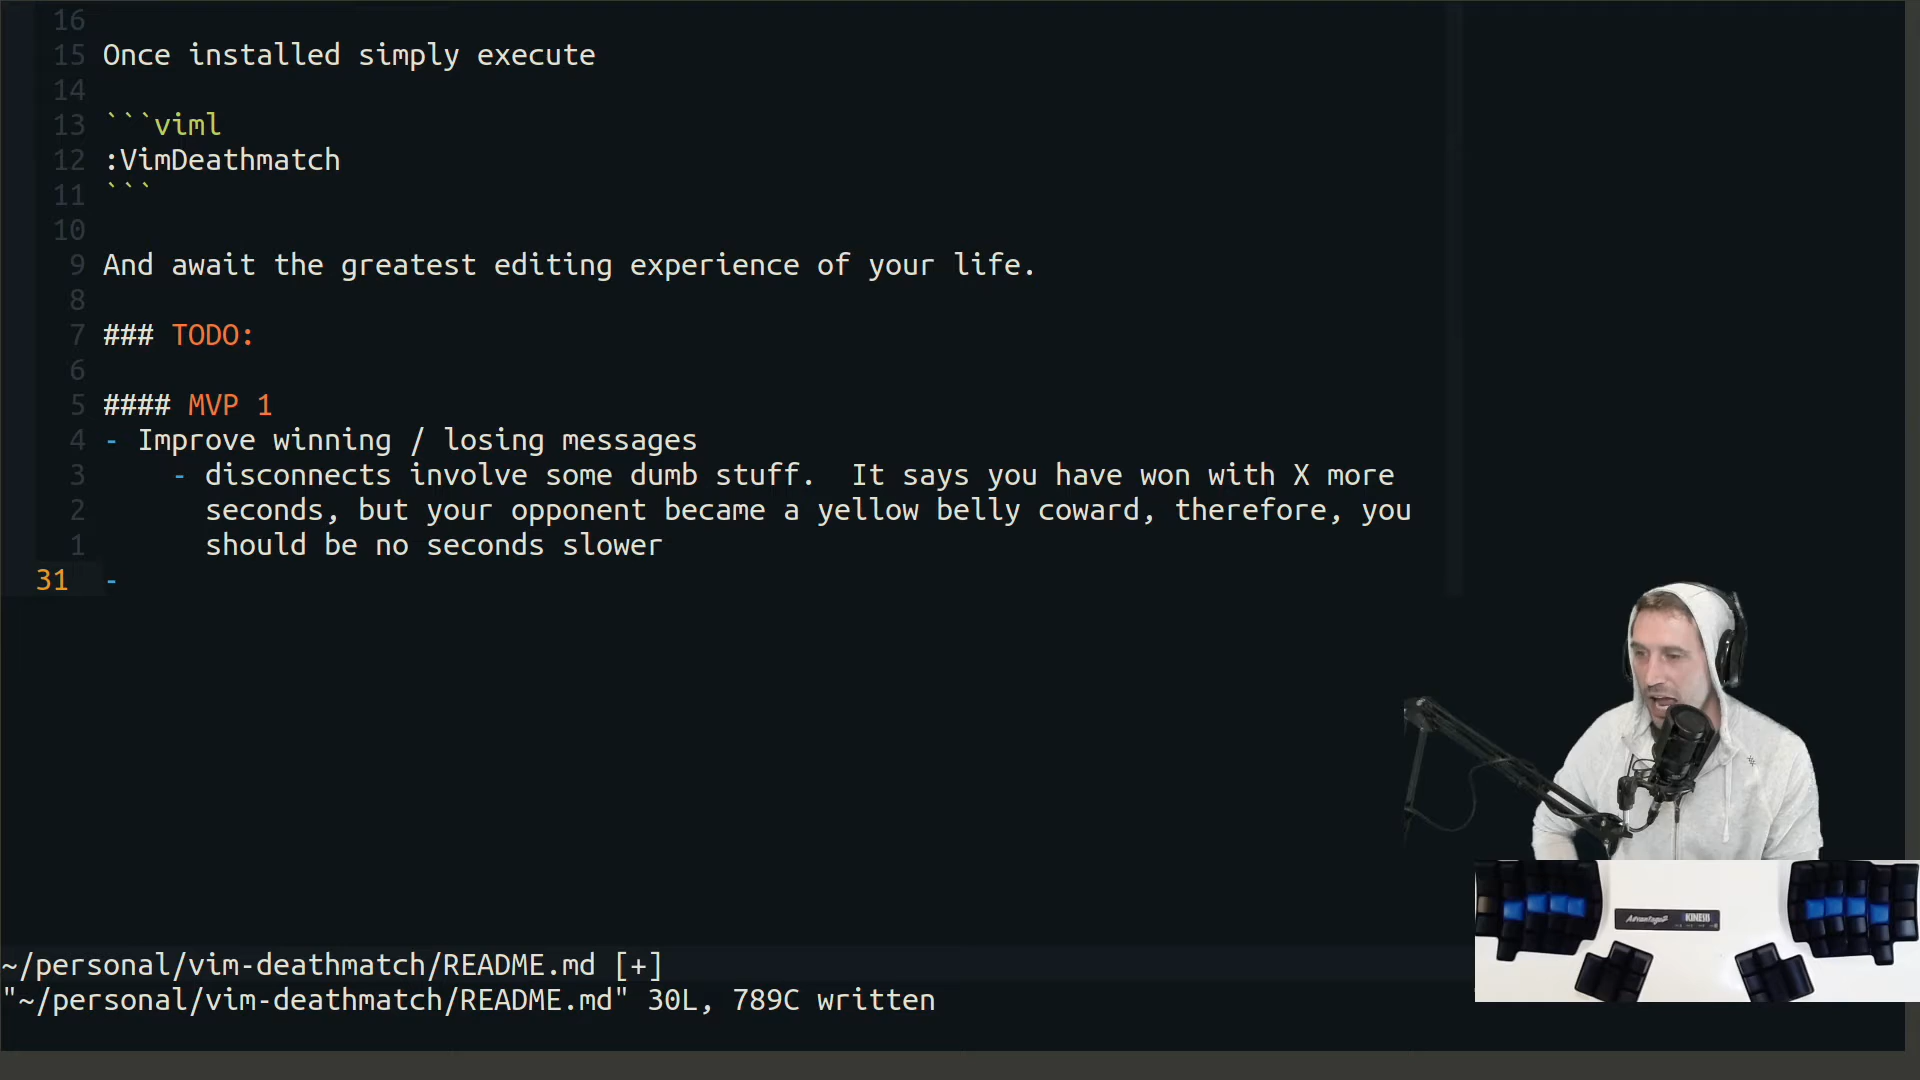 16
15 Once installed simply execute
14
13 ```viml
12 :VimDeathmatch
11 ```
10
9 And await the greatest editing experience of your life.
8
7 ### TODO:
6
5 #### MVP 1
4 - Improve winning / losing messages
3     - disconnects involve some dumb stuff.  It says you have won with X more
2       seconds, but your opponent became a yellow belly coward, therefore, you
1       should be no seconds slower
31 -
~/personal/vim-deathmatch/README.md [+]
"~/personal/vim-deathmatch/README.md" 30L, 789C written
Advantage2 KINESIS